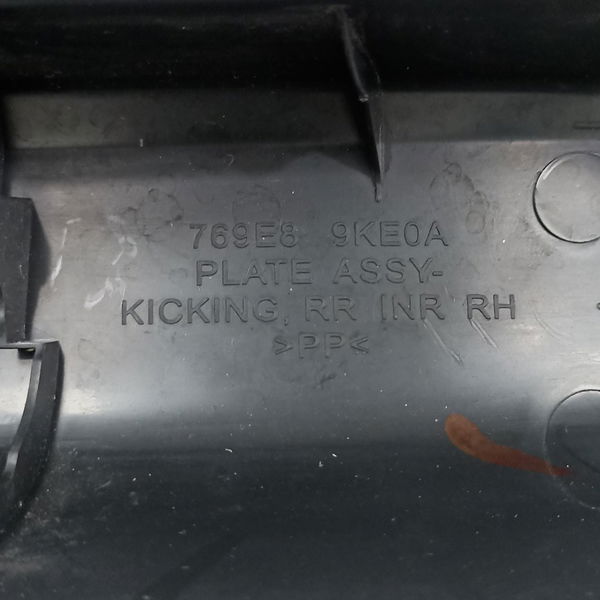 769E8 9KE0A
PLATE ASSY-
KICKING, RR INR RH
>PP<